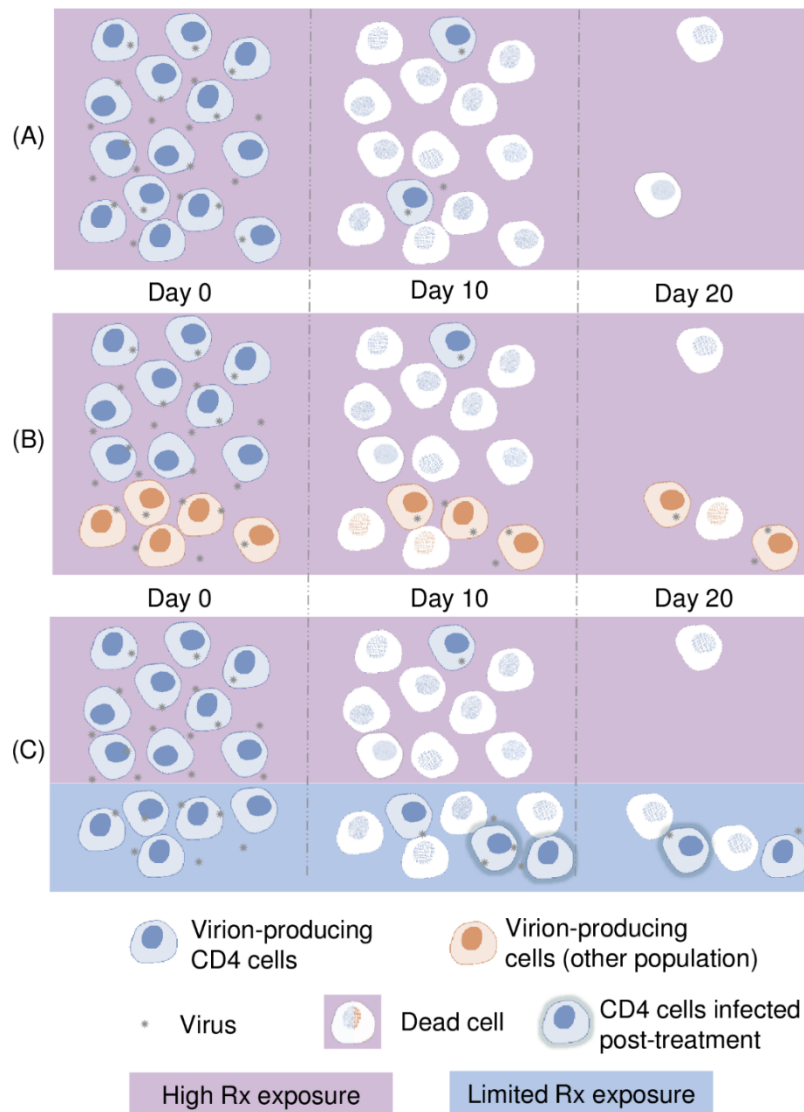 (A)
Day 0
Day 10
Day 20
(B)
Day 0
Day 10
Day 20
(C)
Virion-producing
CD4 cells
Virion-producing
cells (other population)
Virus
Dead cell
CD4 cells infected
post-treatment
High Rx exposure
Limited Rx exposure